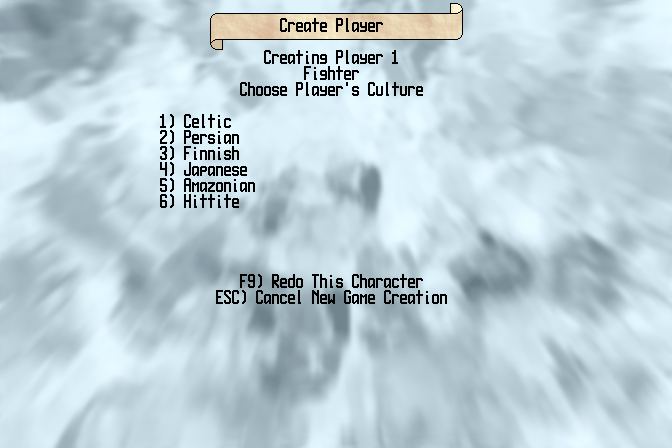 Create Player
Creating Player 1
Fighter
Choose Player's Culture
1) Celtic
2) Persian
3) Finnish
4) Japanese
5) Amazonian
6) Hittite
F9) Redo This Character
ESC) Cancel New Game Creation